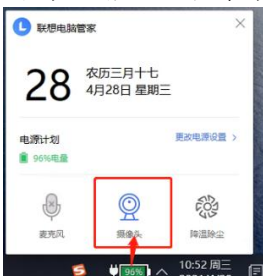 联想电脑管家
28
农历三月十七
4月28日 星期三
电源计划
更改电源设置 >
96%电量
麦克风
摄像头
降温除尘
96%
10:52 周三